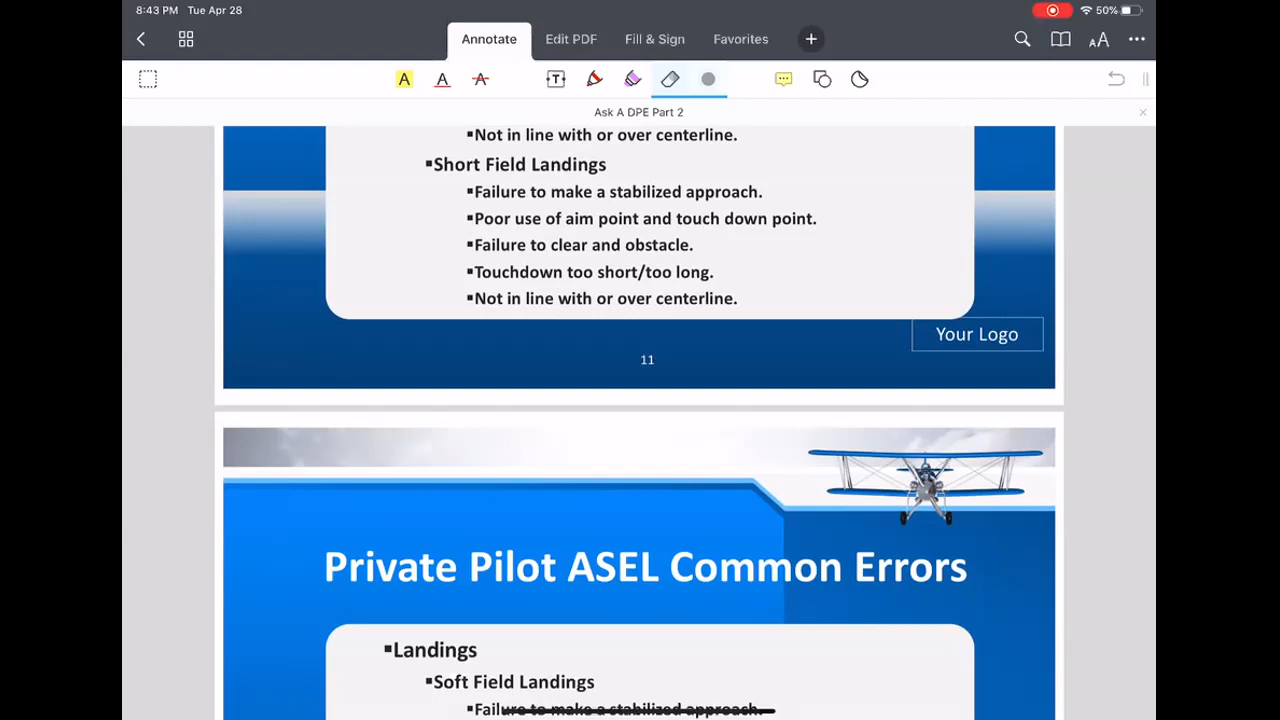 8:43 PM Tue Apr 28
50%
Annotate Edit PDF Fill & Sign Favorites
A A A T
AA
Ask A DPE Part 2
▪Not in line with or over centerline.
▪Short Field Landings
▪Failure to make a stabilized approach.
▪Poor use of aim point and touch down point.
▪Failure to clear and obstacle.
▪Touchdown too short/too long.
▪Not in line with or over centerline.
Your Logo
11
Private Pilot ASEL Common Errors
▪Landings
▪Soft Field Landings
▪Failure to make a stabilized approach.